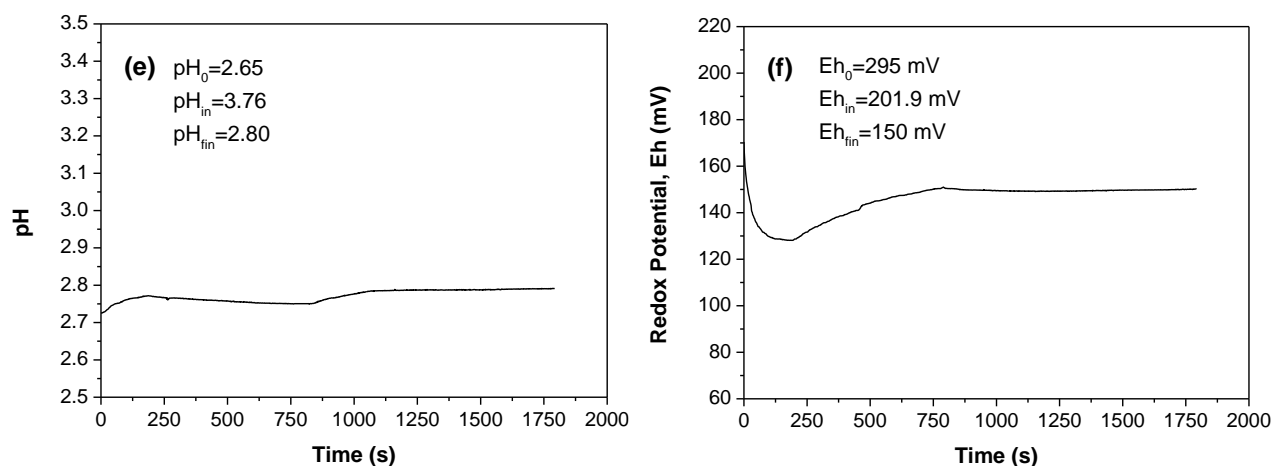 3.5
3.4
3.3
3.2
3.1
3.0
2.9
2.8
2.7
2.6
2.5
pH
(e)
pH0=2.65
pHin=3.76
pHfin=2.80
0 250 500 750 1000 1250 1500 1750 2000
Time (s)
220
200
180
160
140
120
100
80
60
Redox Potential, Eh (mV)
(f)
Eh0=295 mV
Ehin=201.9 mV
Ehfin=150 mV
0 250 500 750 1000 1250 1500 1750 2000
Time (s)